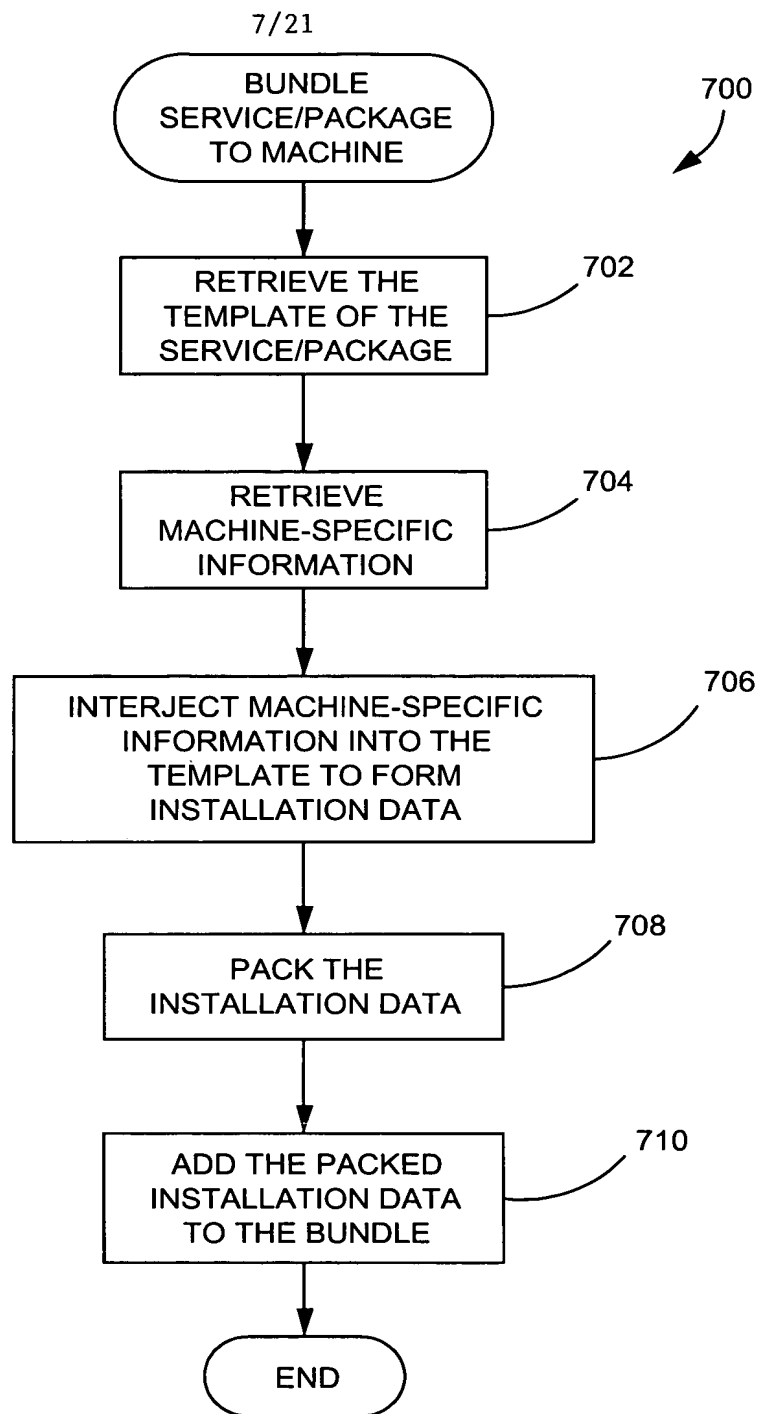 7/21
BUNDLE
SERVICE/PACKAGE
TO MACHINE
700
RETRIEVE THE
TEMPLATE OF THE
SERVICE/PACKAGE
702
RETRIEVE
MACHINE-SPECIFIC
INFORMATION
704
INTERJECT MACHINE-SPECIFIC
INFORMATION INTO THE
TEMPLATE TO FORM
INSTALLATION DATA
706
PACK THE
INSTALLATION DATA
708
ADD THE PACKED
INSTALLATION DATA
TO THE BUNDLE
710
END